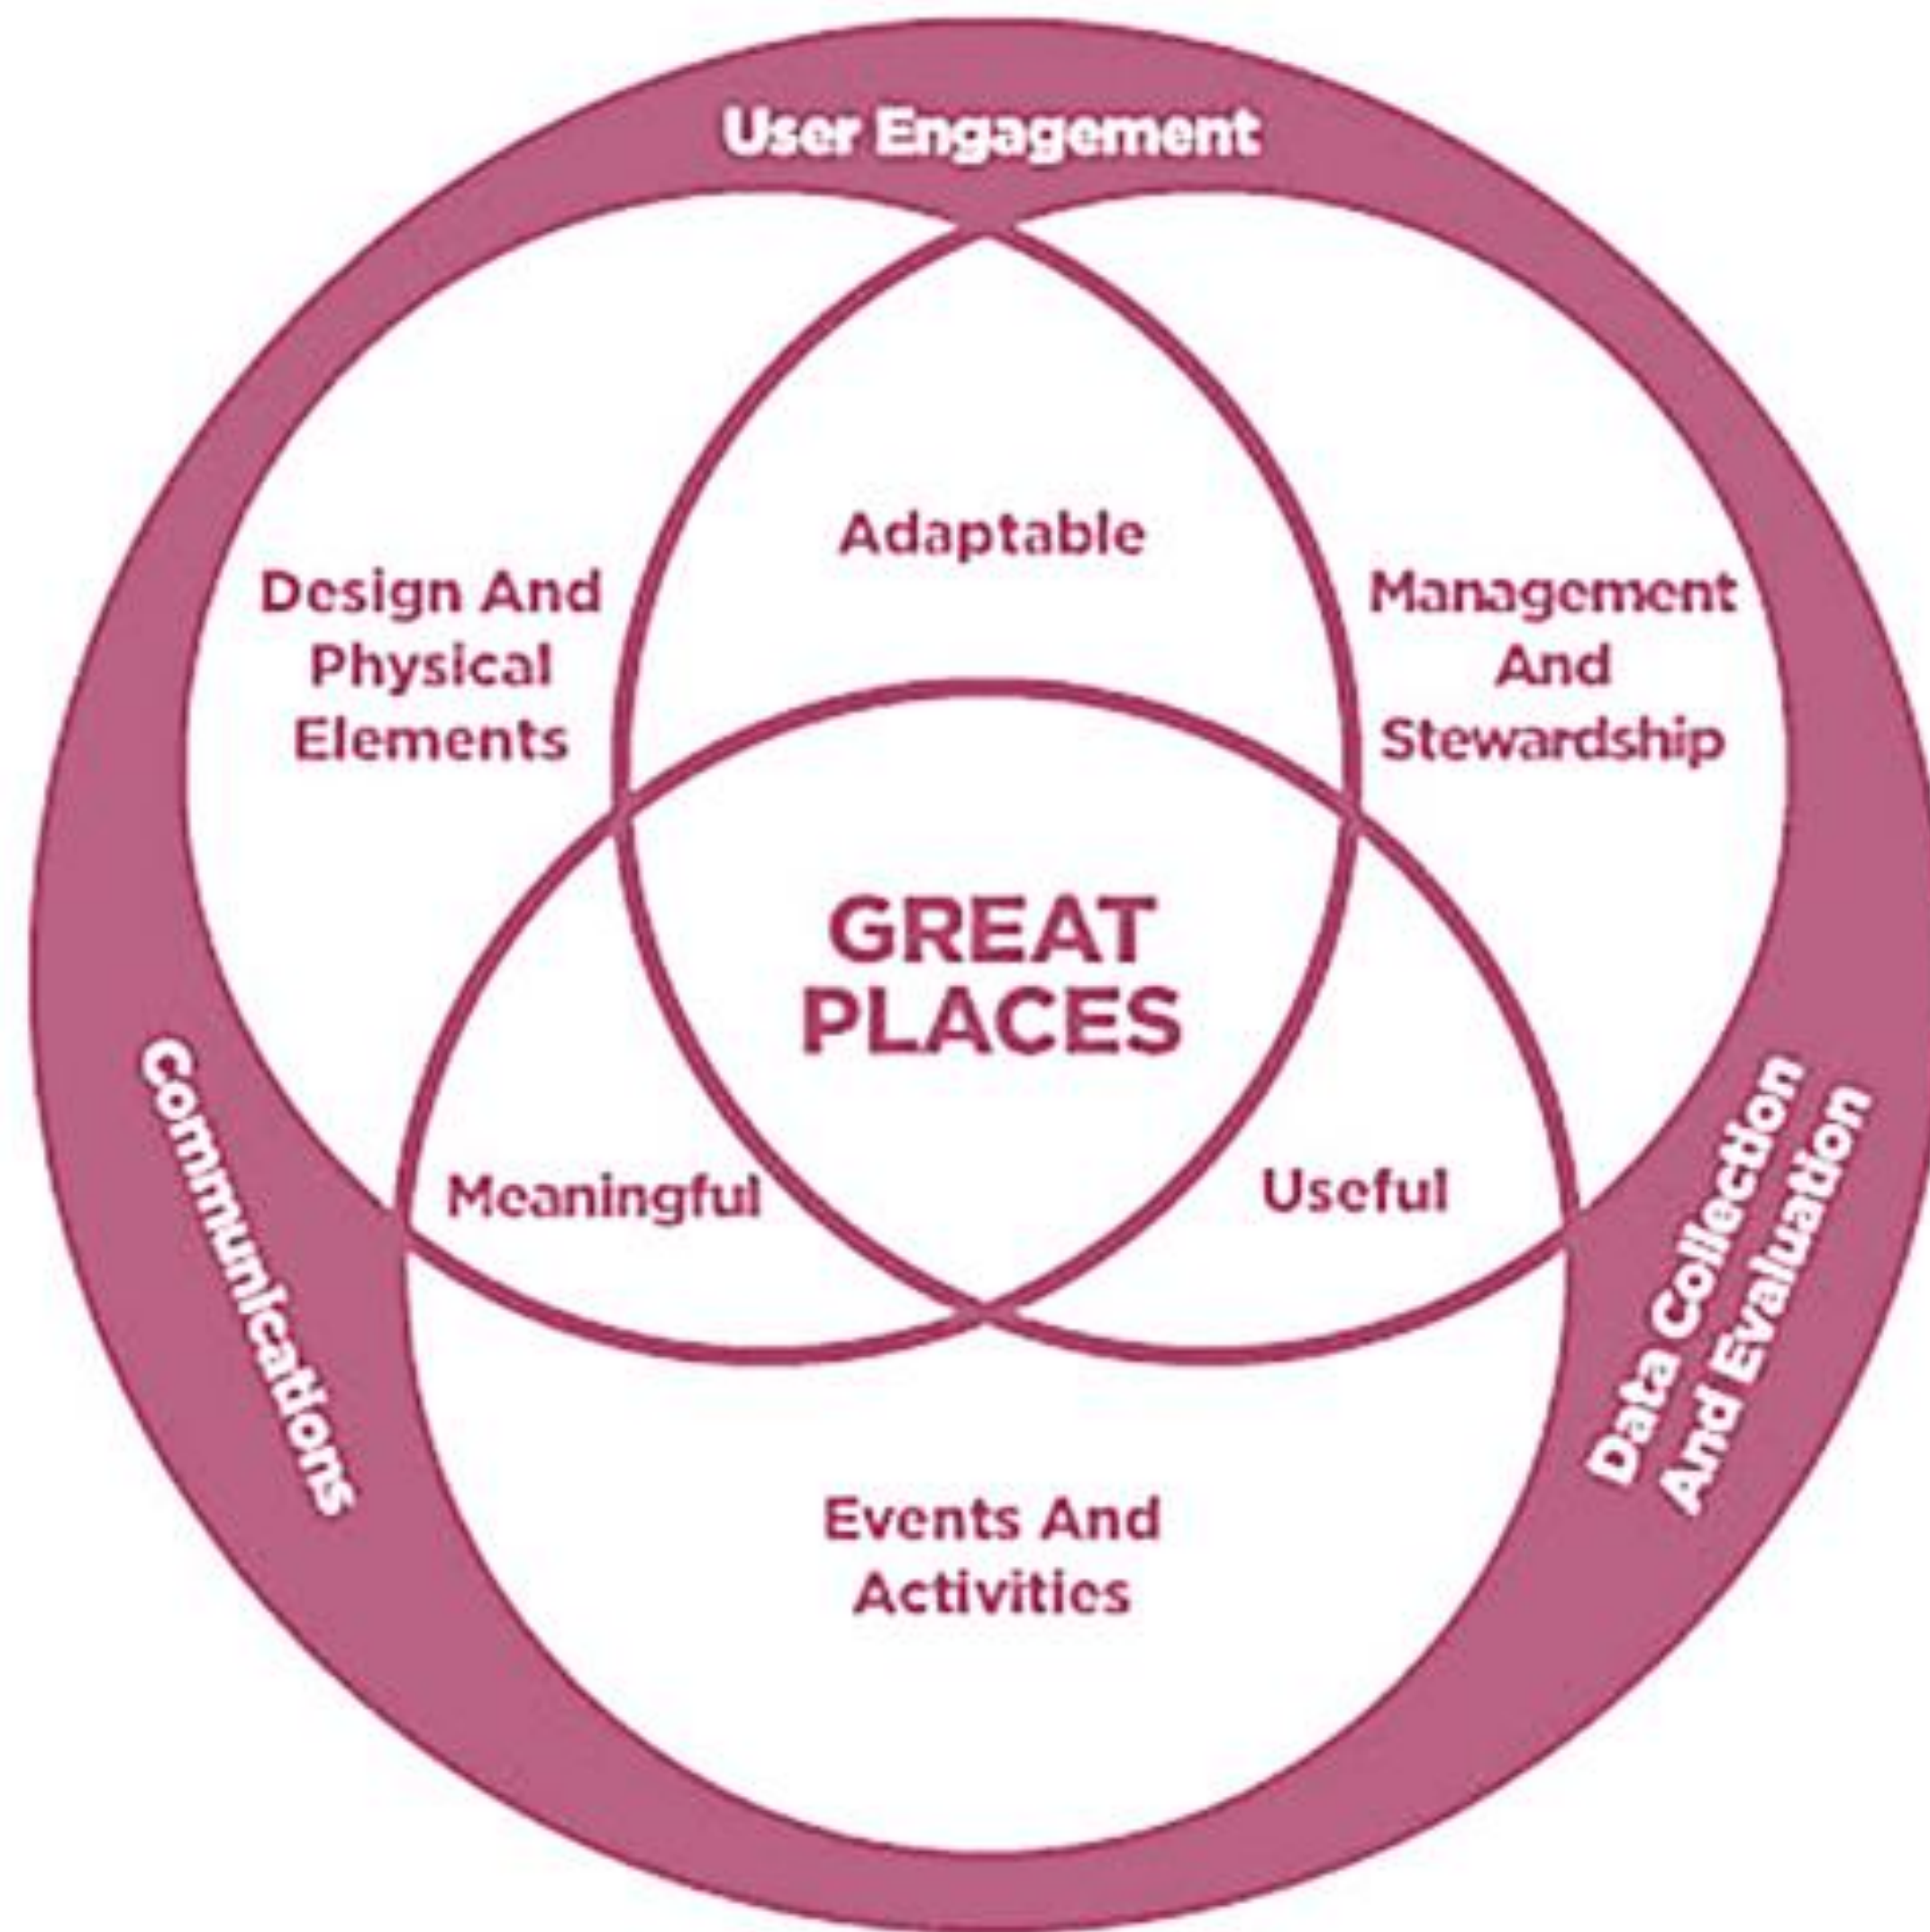 User Engagement
Adaptable
Design And
Physical
Elements
Management
And
Stewardship
GREAT
PLACES
Communications
Meaningful
Useful
Data Collection
And Evaluation
Events And
Activities